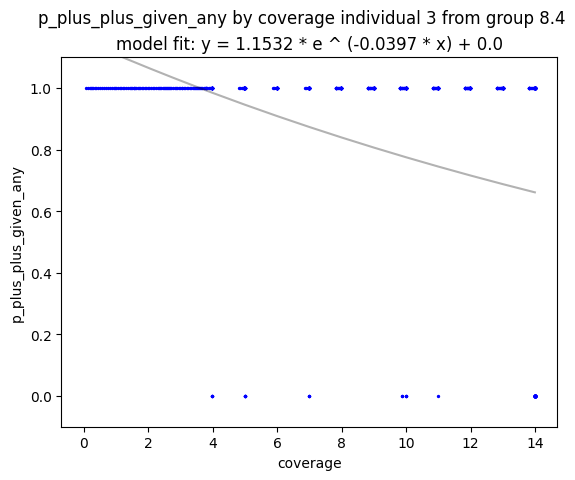 p_plus_plus_given_any by coverage individual 3 from group 8.4
model fit: y = 1.1532 * e ^ (-0.0397 * x) + 0.0
1.0
0.8
0.6
0.4
0.2
0.0
p_plus_plus_given_any
0 2 4 6 8 10 12 14
coverage